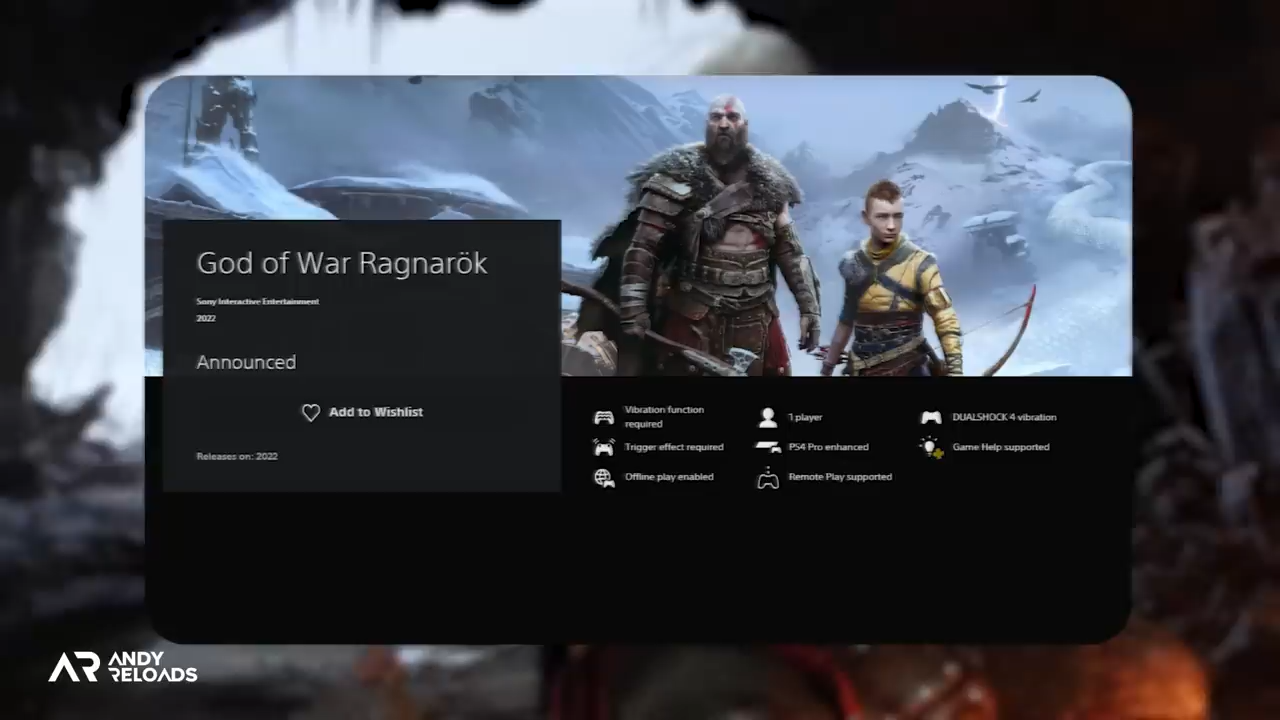 God of War Ragnarök
Sony Interactive Entertainment
2022
Announced
Add to Wishlist
Releases on: 2022
Vibration function
required
1 player
DUALSHOCK 4 vibration
Trigger effect required
PS4 Pro enhanced
Game Help supported
Offline play enabled
Remote Play supported
AR ANDY
RELOADS